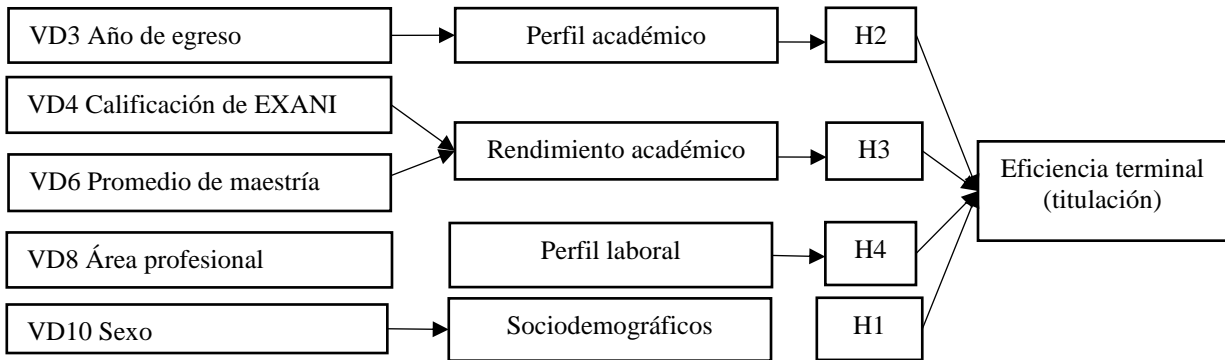 VD3 Año de egreso
Perfil académico
H2
VD4 Calificación de EXANI
Rendimiento académico
H3
VD6 Promedio de maestría
Eficiencia terminal
(titulación)
VD8 Área profesional
Perfil laboral
H4
VD10 Sexo
Sociodemográficos
H1